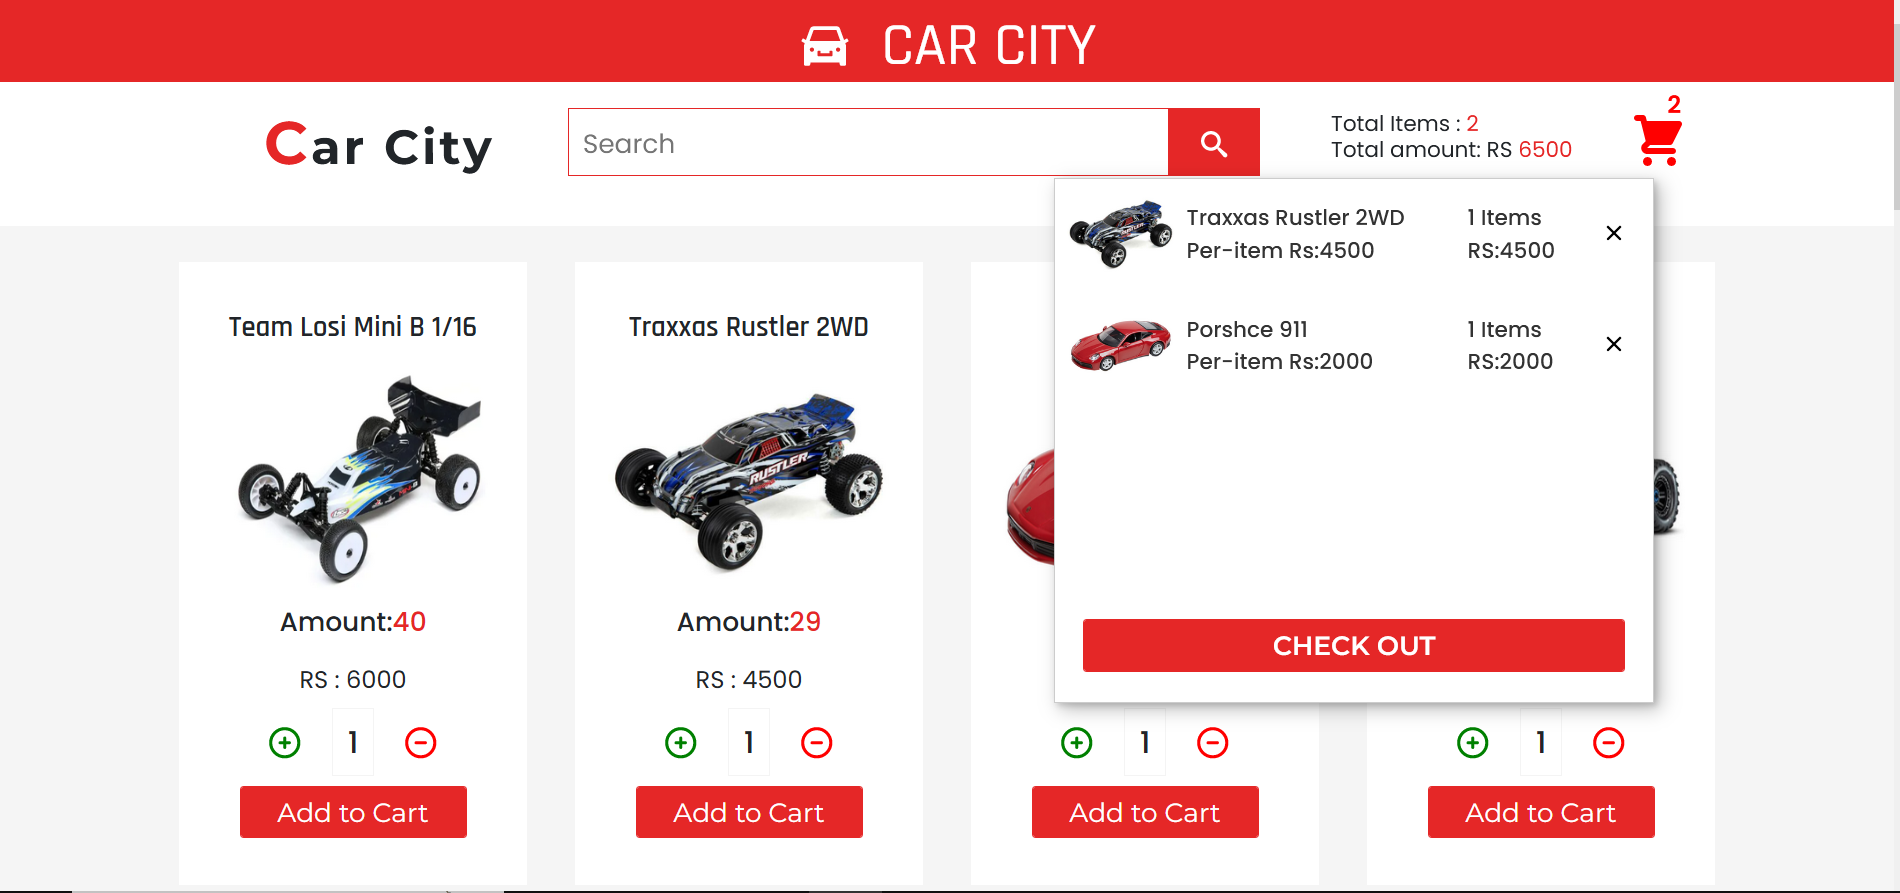 CAR CITY
Car City
Search
Total Items : 2
Total amount: RS 6500
2
Traxxas Rustler 2WD
1 Items
Per-item Rs:4500
RS:4500
Porshce 911
1 Items
Per-item Rs:2000
RS:2000
CHECK OUT
Team Losi Mini B 1/16
Amount:40
RS : 6000
1
Add to Cart
Traxxas Rustler 2WD
RUSTLER
Amount:29
RS : 4500
1
Add to Cart
1
Add to Cart
1
Add to Cart